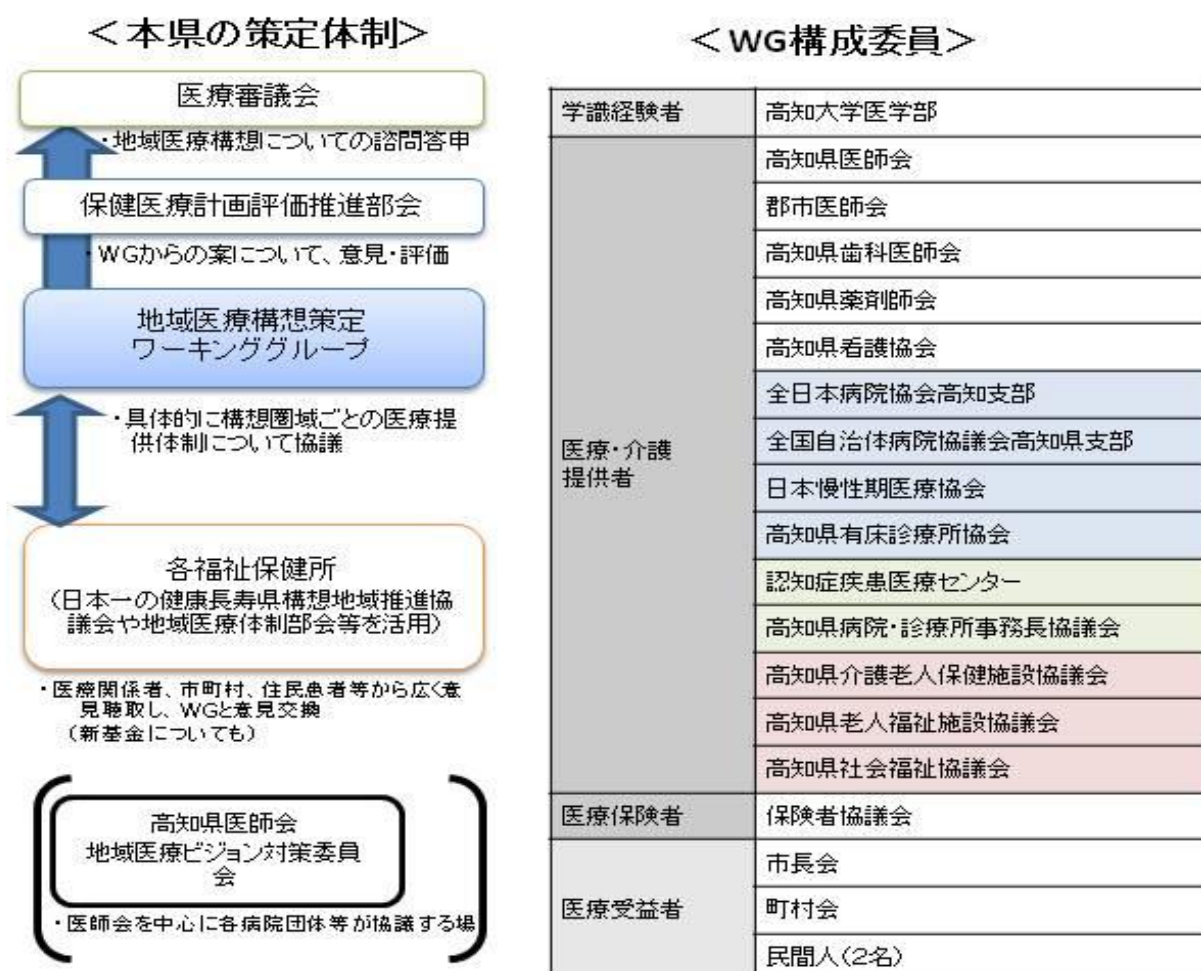 ＜本県の策定体制＞
医療審議会
・地域医療構想についての諮問答申
保健医療計画評価推進部会
・WGからの案について、意見・評価
地域医療構想策定
ワーキンググループ
・具体的に構想圏域ごとの医療提
供体制について協議
各福祉保健所
（日本一の健康長寿県構想地域推進協
議会や地域医療体制部会等を活用）
・医療関係者、市町村、住民患者等から広く意
見聴取し、WGと意見交換
（新基金についても）
高知県医師会
地域医療ビジョン対策委員
会
・医師会を中心に各病院団体等が協議する場
＜WG構成委員＞
学識経験者
高知大学医学部
医療・介護
提供者
高知県医師会
郡市医師会
高知県歯科医師会
高知県薬剤師会
高知県看護協会
全日本病院協会高知支部
全国自治体病院協議会高知県支部
日本慢性期医療協会
高知県有床診療所協会
認知症疾患医療センター
高知県病院・診療所事務長協議会
高知県介護老人保健施設協議会
高知県老人福祉施設協議会
高知県社会福祉協議会
医療保険者
保険者協議会
医療受益者
市長会
町村会
民間人（2名）